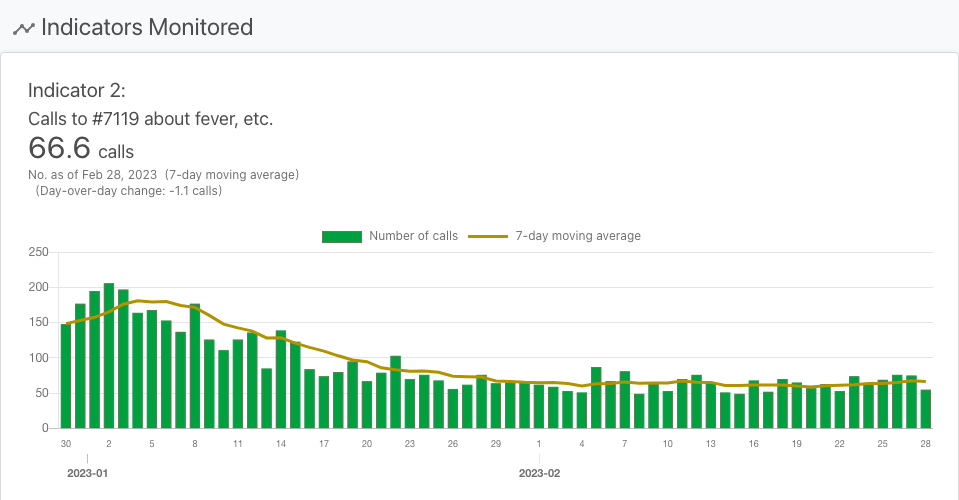 Indicators Monitored
Indicator 2:
Calls to #7119 about fever, etc.
66.6 calls
No. as of Feb 28, 2023 (7-day moving average)
(Day-over-day change: -1.1 calls)
Number of calls 7-day moving average
250
200
150
100
50
0
30 2 5 8 11 14 17 20 23 26 29 1 4 7 10 13 16 19 22 25 28
2023-01 2023-02